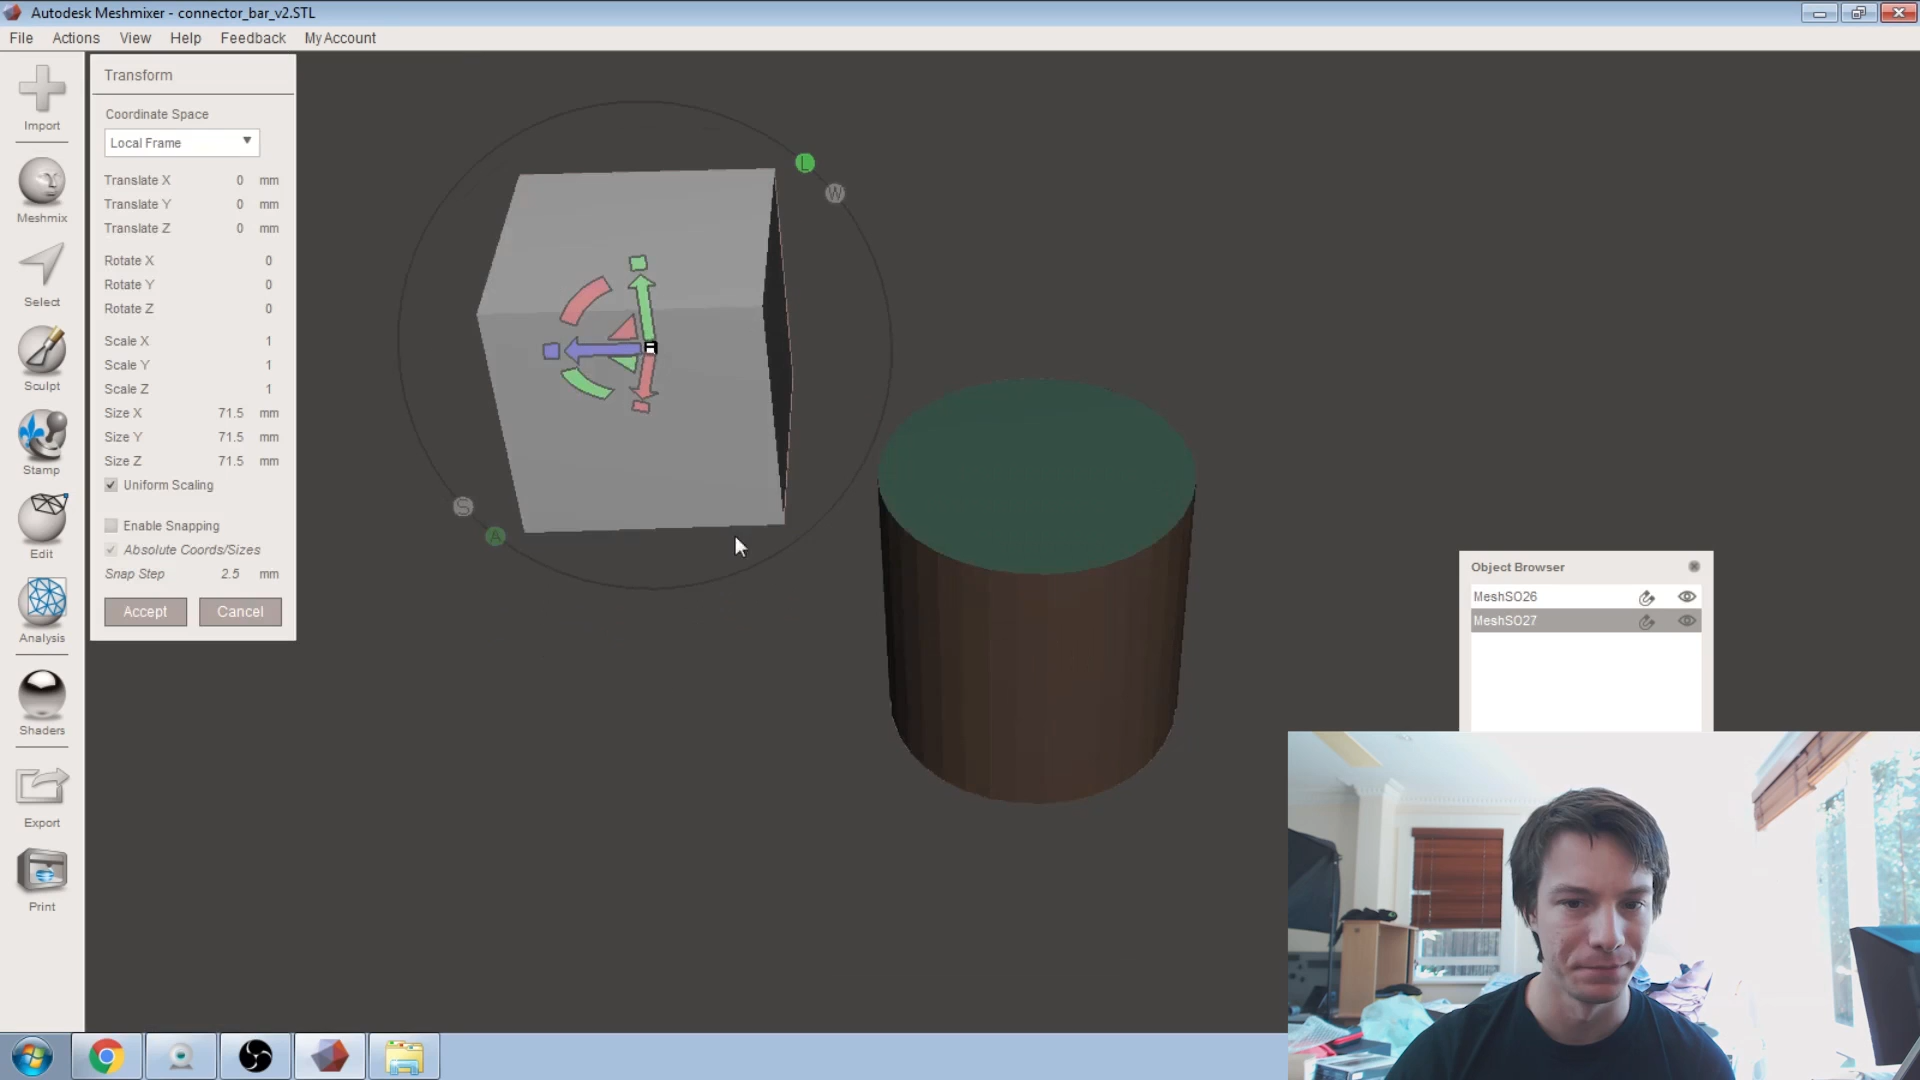 Autodesk Meshmixer - connector_bar_v2.STL
File Actions View Help Feedback My Account
Import
Meshmix
Select
Sculpt
Stamp
Edit
Analysis
Shaders
Export
Print
Transform
Coordinate Space
Local Frame
Translate X 0 mm
Translate Y 0 mm
Translate Z 0 mm
Rotate X 0
Rotate Y 0
Rotate Z 0
Scale X 1
Scale Y 1
Scale Z 1
Size X 71.5 mm
Size Y 71.5 mm
Size Z 71.5 mm
Uniform Scaling
Enable Snapping
Absolute Coords/Sizes
Snap Step 2.5 mm
Accept Cancel
L
W
S
A
Object Browser
MeshSO26
MeshSO27